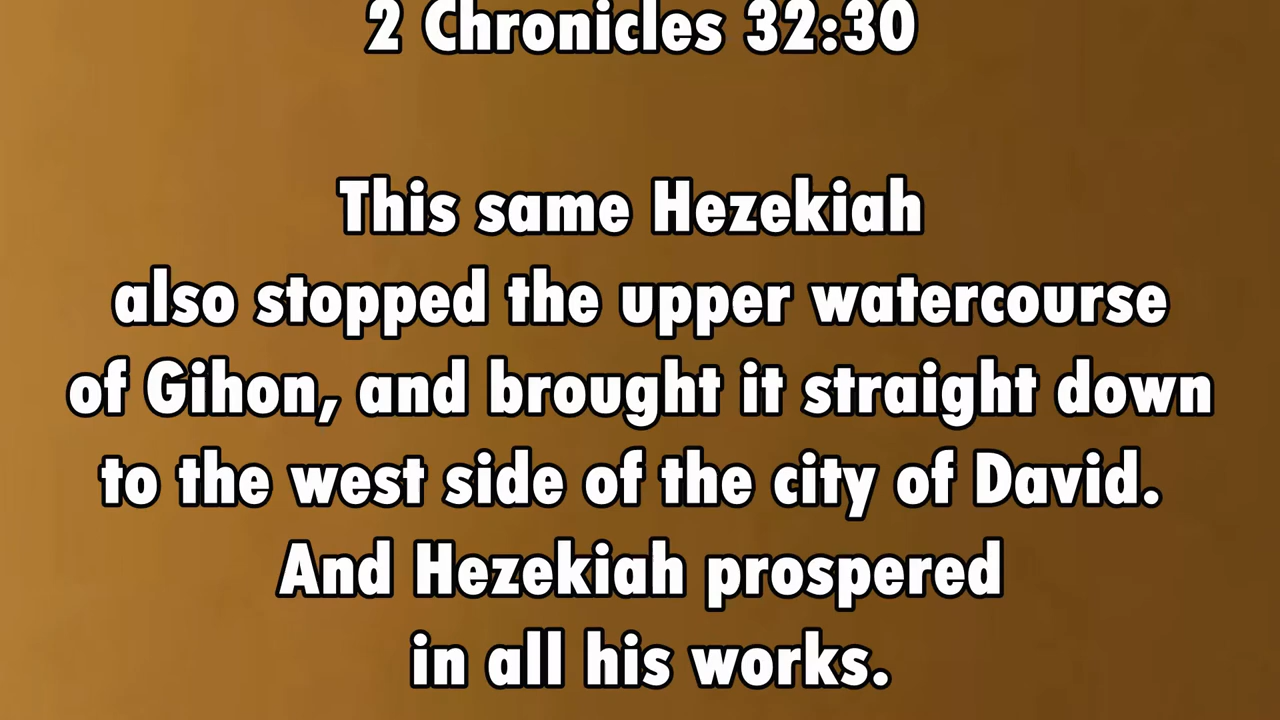 2 Chronicles 32:30
This same Hezekiah
also stopped the upper watercourse
of Gihon, and brought it straight down
to the west side of the city of David.
And Hezekiah prospered
in all his works.